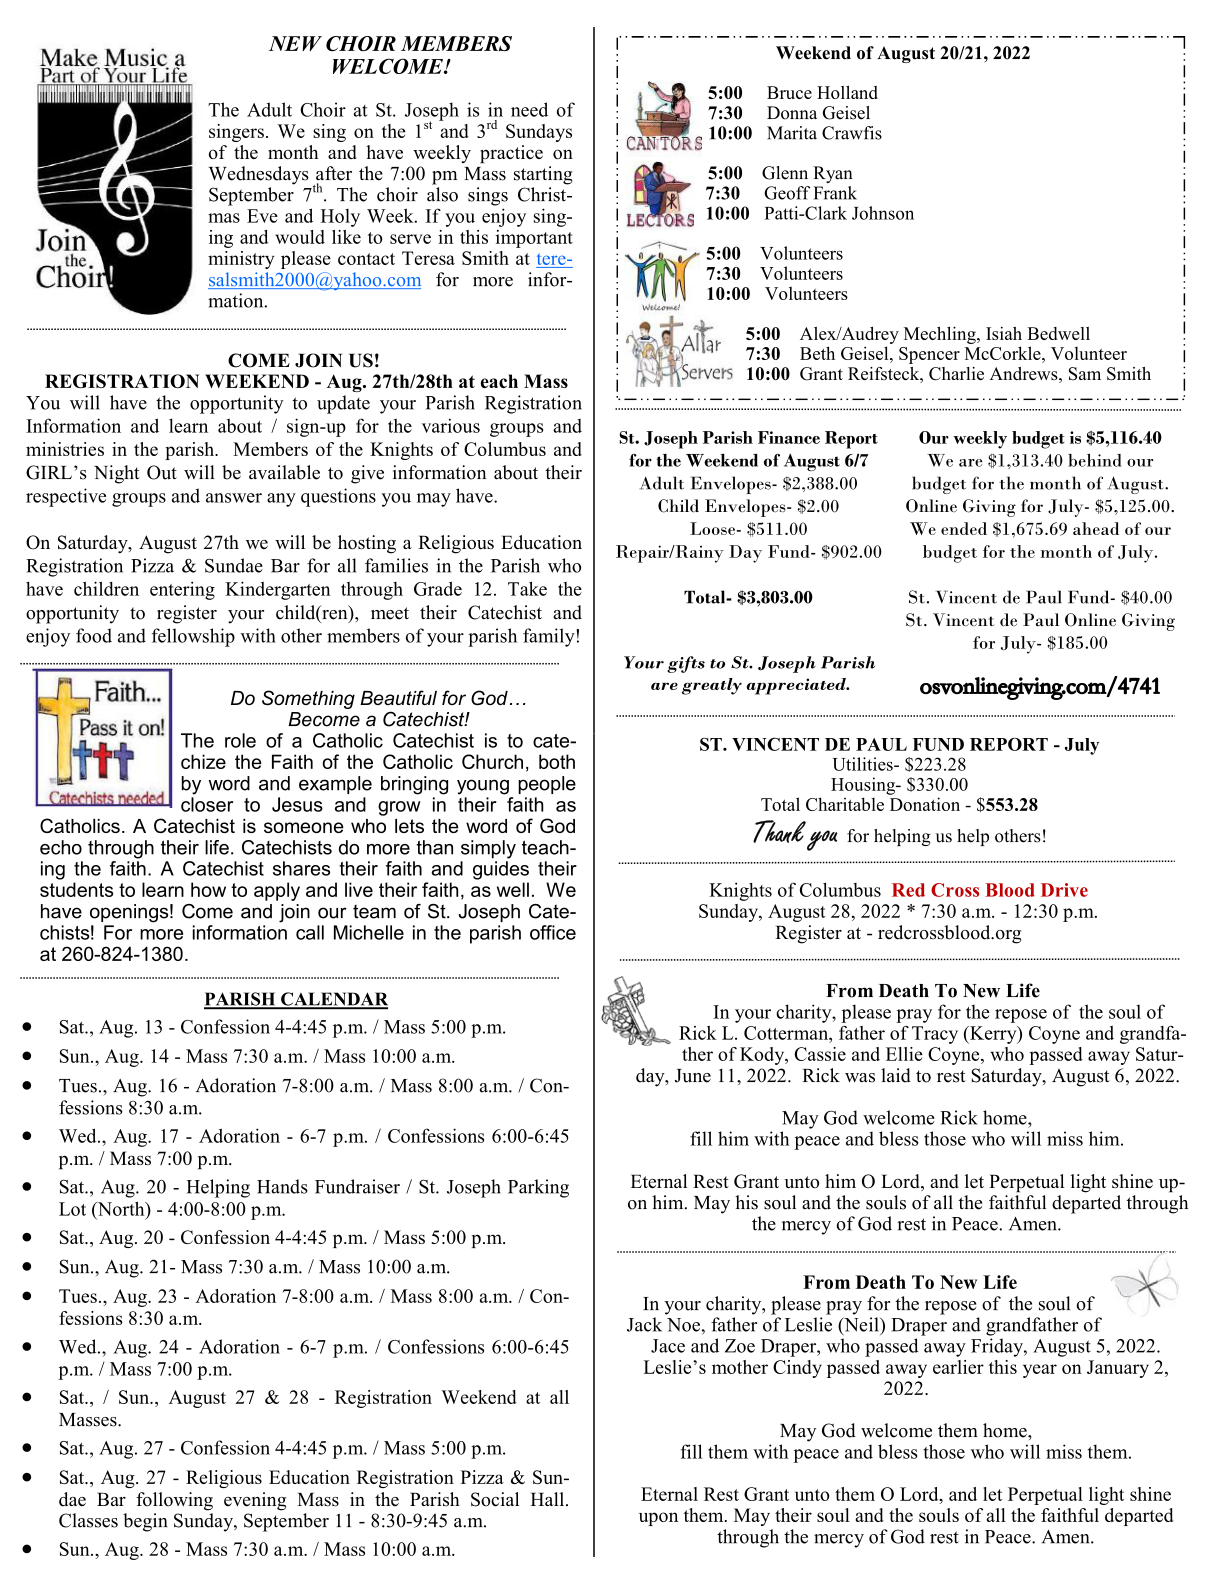 Make Music a
Part of Your Life
Join
the
Choir!
NEW CHOIR MEMBERS
WELCOME!
The Adult Choir at St. Joseph is in need of
singers. We sing on the 1st and 3rd Sundays
of the month and have weekly practice on
Wednesdays after the 7:00 pm Mass starting
September 7th. The choir also sings Christ-
mas Eve and Holy Week. If you enjoy sing-
ing and would like to serve in this important
ministry please contact Teresa Smith at tere-
salsmith2000@yahoo.com for more infor-
mation.
COME JOIN US!
REGISTRATION WEEKEND - Aug. 27th/28th at each Mass
You will have the opportunity to update your Parish Registration
Information and learn about / sign-up for the various groups and
ministries in the parish. Members of the Knights of Columbus and
GIRL’s Night Out will be available to give information about their
respective groups and answer any questions you may have.
On Saturday, August 27th we will be hosting a Religious Education
Registration Pizza & Sundae Bar for all families in the Parish who
have children entering Kindergarten through Grade 12. Take the
opportunity to register your child(ren), meet their Catechist and
enjoy food and fellowship with other members of your parish family!
Faith...
Pass it on!
Catechists needed
Do Something Beautiful for God…
Become a Catechist!
The role of a Catholic Catechist is to cate-
chize the Faith of the Catholic Church, both
by word and example bringing young people
closer to Jesus and grow in their faith as
Catholics. A Catechist is someone who lets the word of God
echo through their life. Catechists do more than simply teach-
ing the faith. A Catechist shares their faith and guides their
students to learn how to apply and live their faith, as well. We
have openings! Come and join our team of St. Joseph Cate-
chists! For more information call Michelle in the parish office
at 260-824-1380.
PARISH CALENDAR
• Sat., Aug. 13 - Confession 4-4:45 p.m. / Mass 5:00 p.m.
• Sun., Aug. 14 - Mass 7:30 a.m. / Mass 10:00 a.m.
• Tues., Aug. 16 - Adoration 7-8:00 a.m. / Mass 8:00 a.m. / Con-
fessions 8:30 a.m.
• Wed., Aug. 17 - Adoration - 6-7 p.m. / Confessions 6:00-6:45
p.m. / Mass 7:00 p.m.
• Sat., Aug. 20 - Helping Hands Fundraiser / St. Joseph Parking
Lot (North) - 4:00-8:00 p.m.
• Sat., Aug. 20 - Confession 4-4:45 p.m. / Mass 5:00 p.m.
• Sun., Aug. 21- Mass 7:30 a.m. / Mass 10:00 a.m.
• Tues., Aug. 23 - Adoration 7-8:00 a.m. / Mass 8:00 a.m. / Con-
fessions 8:30 a.m.
• Wed., Aug. 24 - Adoration - 6-7 p.m. / Confessions 6:00-6:45
p.m. / Mass 7:00 p.m.
• Sat., / Sun., August 27 & 28 - Registration Weekend at all
Masses.
• Sat., Aug. 27 - Confession 4-4:45 p.m. / Mass 5:00 p.m.
• Sat., Aug. 27 - Religious Education Registration Pizza & Sun-
dae Bar following evening Mass in the Parish Social Hall.
Classes begin Sunday, September 11 - 8:30-9:45 a.m.
• Sun., Aug. 28 - Mass 7:30 a.m. / Mass 10:00 a.m.
Weekend of August 20/21, 2022
CANTORS
5:00 Bruce Holland
7:30 Donna Geisel
10:00 Marita Crawfis
LECTORS
5:00 Glenn Ryan
7:30 Geoff Frank
10:00 Patti-Clark Johnson
Welcome!
5:00 Volunteers
7:30 Volunteers
10:00 Volunteers
Altar
Servers
5:00 Alex/Audrey Mechling, Isiah Bedwell
7:30 Beth Geisel, Spencer McCorkle, Volunteer
10:00 Grant Reifsteck, Charlie Andrews, Sam Smith
St. Joseph Parish Finance Report
for the Weekend of August 6/7
Adult Envelopes- $2,388.00
Child Envelopes- $2.00
Loose- $511.00
Repair/Rainy Day Fund- $902.00
Total- $3,803.00
Your gifts to St. Joseph Parish
are greatly appreciated.
Our weekly budget is $5,116.40
We are $1,313.40 behind our
budget for the month of August.
Online Giving for July- $5,125.00.
We ended $1,675.69 ahead of our
budget for the month of July.
St. Vincent de Paul Fund- $40.00
St. Vincent de Paul Online Giving
for July- $185.00
osvonlinegiving.com/4741
ST. VINCENT DE PAUL FUND REPORT - July
Utilities- $223.28
Housing- $330.00
Total Charitable Donation - $553.28
Thank you for helping us help others!
Knights of Columbus Red Cross Blood Drive
Sunday, August 28, 2022 * 7:30 a.m. - 12:30 p.m.
Register at - redcrossblood.org
From Death To New Life
In your charity, please pray for the repose of the soul of
Rick L. Cotterman, father of Tracy (Kerry) Coyne and grandfa-
ther of Kody, Cassie and Ellie Coyne, who passed away Satur-
day, June 11, 2022. Rick was laid to rest Saturday, August 6, 2022.
May God welcome Rick home,
fill him with peace and bless those who will miss him.
Eternal Rest Grant unto him O Lord, and let Perpetual light shine up-
on him. May his soul and the souls of all the faithful departed through
the mercy of God rest in Peace. Amen.
From Death To New Life
In your charity, please pray for the repose of the soul of
Jack Noe, father of Leslie (Neil) Draper and grandfather of
Jace and Zoe Draper, who passed away Friday, August 5, 2022.
Leslie’s mother Cindy passed away earlier this year on January 2,
2022.
May God welcome them home,
fill them with peace and bless those who will miss them.
Eternal Rest Grant unto them O Lord, and let Perpetual light shine
upon them. May their soul and the souls of all the faithful departed
through the mercy of God rest in Peace. Amen.